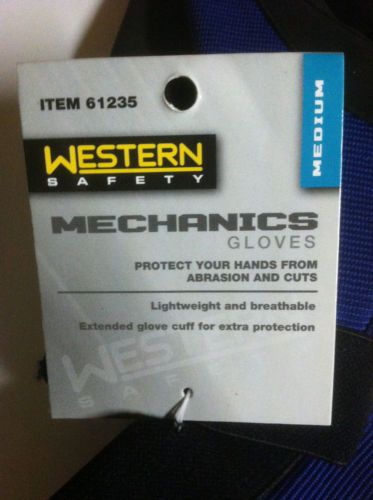 ITEM 61235
MEDIUM
WESTERN
SAFETY
MECHANICS
GLOVES
PROTECT YOUR HANDS FROM
ABRASION AND CUTS
Lightweight and breathable
Extended glove cuff for extra protection
WESTERN
SAFETY